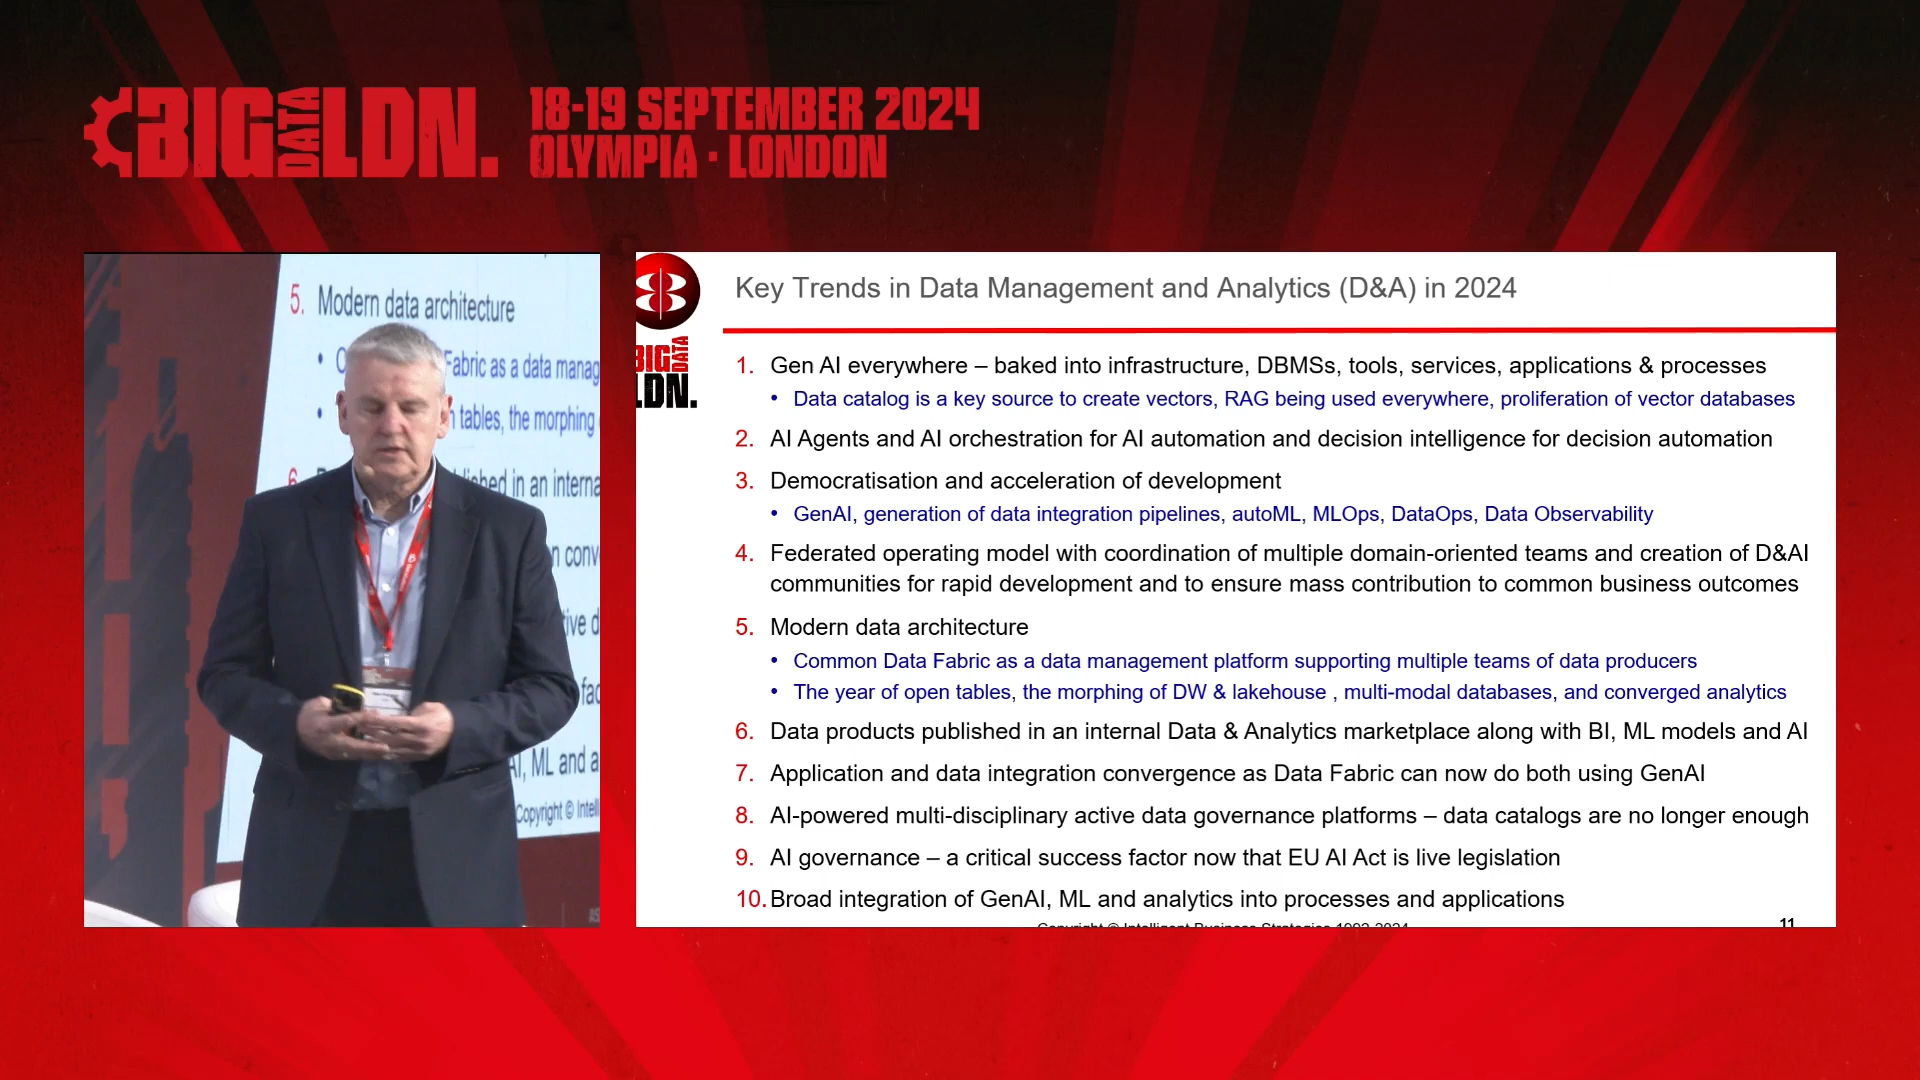 BIG DATA LDN.
18-19 SEPTEMBER 2024
OLYMPIA · LONDON
5. Modern data architecture
Fabric as a data manag
tables, the morphing
lished in an interna
n conv
tive d
fac
AI, ML and a
Copyright © Intell
Key Trends in Data Management and Analytics (D&A) in 2024
BIG DATA
LDN.
1. Gen AI everywhere – baked into infrastructure, DBMSs, tools, services, applications & processes
• Data catalog is a key source to create vectors, RAG being used everywhere, proliferation of vector databases
2. AI Agents and AI orchestration for AI automation and decision intelligence for decision automation
3. Democratisation and acceleration of development
• GenAI, generation of data integration pipelines, autoML, MLOps, DataOps, Data Observability
4. Federated operating model with coordination of multiple domain-oriented teams and creation of D&AI
communities for rapid development and to ensure mass contribution to common business outcomes
5. Modern data architecture
• Common Data Fabric as a data management platform supporting multiple teams of data producers
• The year of open tables, the morphing of DW & lakehouse , multi-modal databases, and converged analytics
6. Data products published in an internal Data & Analytics marketplace along with BI, ML models and AI
7. Application and data integration convergence as Data Fabric can now do both using GenAI
8. AI-powered multi-disciplinary active data governance platforms – data catalogs are no longer enough
9. AI governance – a critical success factor now that EU AI Act is live legislation
10. Broad integration of GenAI, ML and analytics into processes and applications
Copyright © Intelligent Business Strategies 1992-2024
11